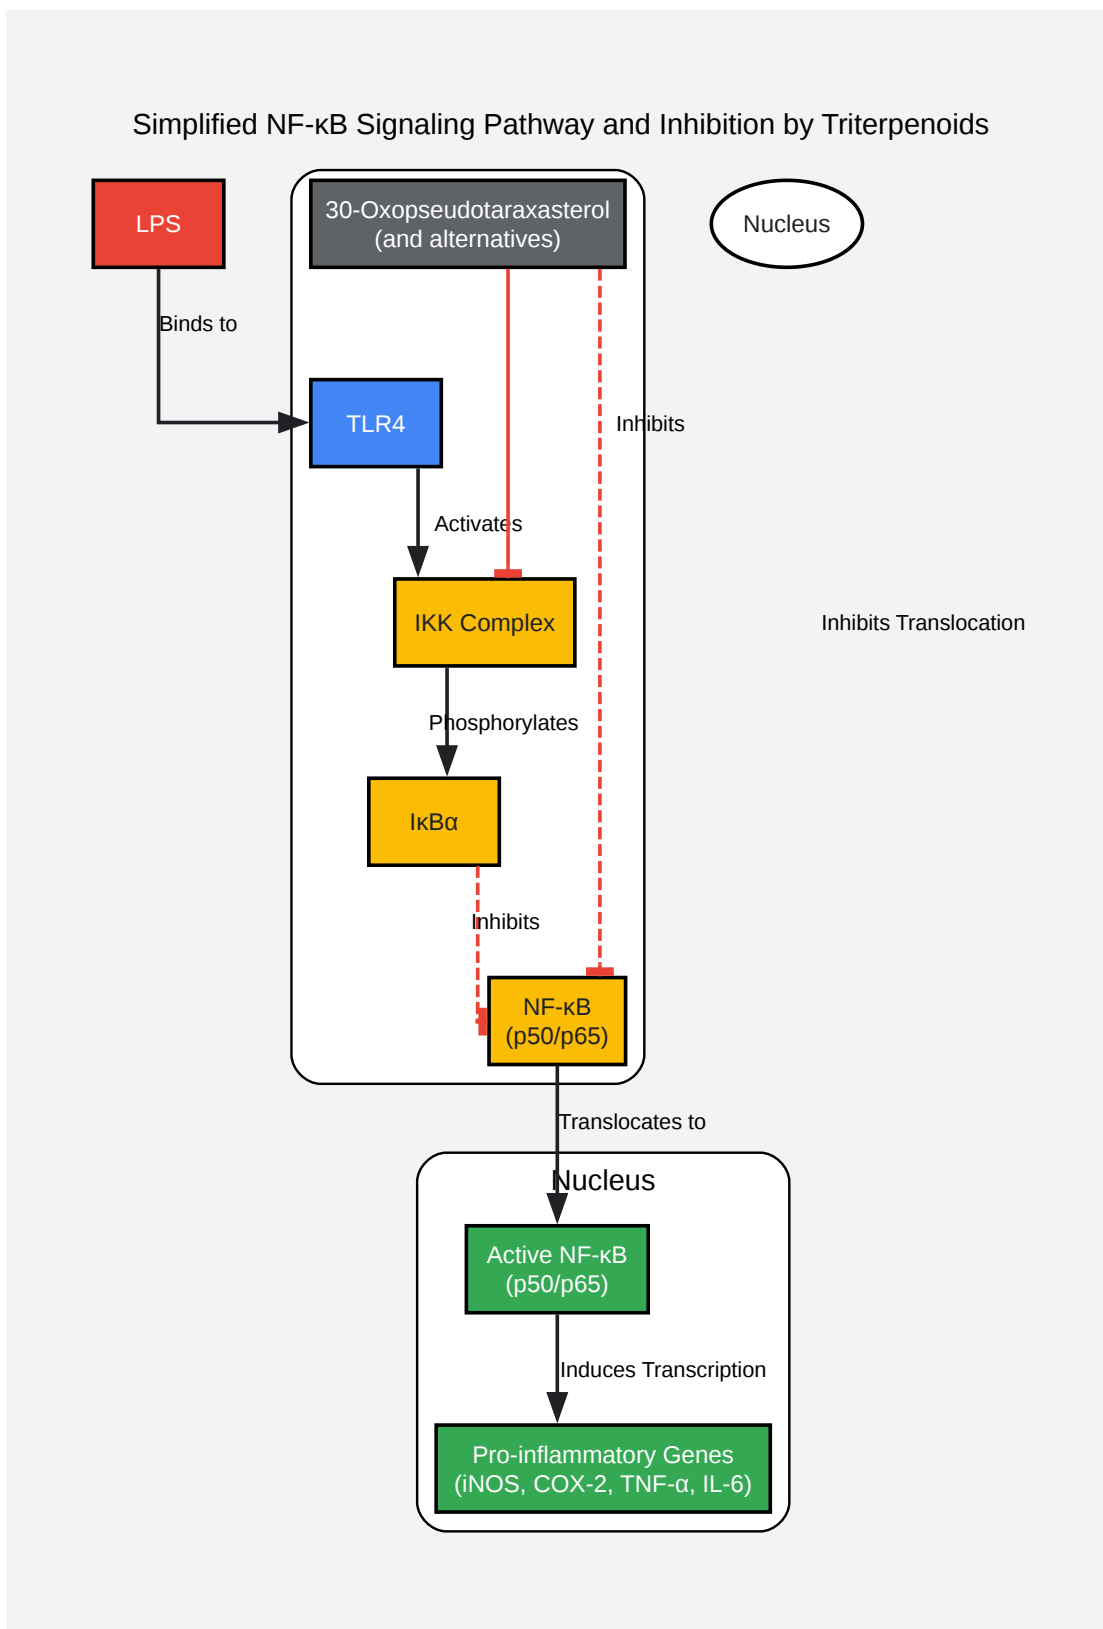 Simplified NF-κB Signaling Pathway and Inhibition by Triterpenoids
LPS
30-Oxopseudotaraxasterol
(and alternatives)
Nucleus
Binds to
TLR4
Inhibits
Activates
IKK Complex
Inhibits Translocation
Phosphorylates
IκBα
Inhibits
NF-κB
(p50/p65)
Translocates to
Nucleus
Active NF-κB
(p50/p65)
Induces Transcription
Pro-inflammatory Genes
(iNOS, COX-2, TNF-α, IL-6)